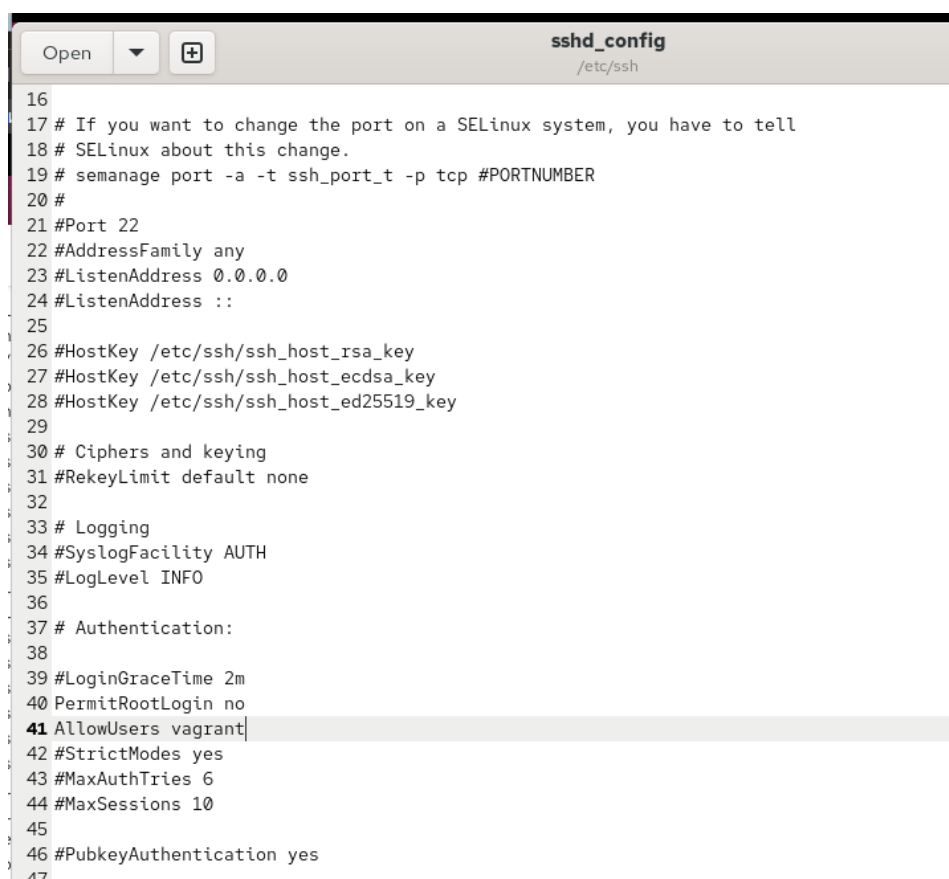 Open
sshd_config
/etc/ssh
16
17 # If you want to change the port on a SELinux system, you have to tell
18 # SELinux about this change.
19 # semanage port -a -t ssh_port_t -p tcp #PORTNUMBER
20 #
21 #Port 22
22 #AddressFamily any
23 #ListenAddress 0.0.0.0
24 #ListenAddress ::
25
26 #HostKey /etc/ssh/ssh_host_rsa_key
27 #HostKey /etc/ssh/ssh_host_ecdsa_key
28 #HostKey /etc/ssh/ssh_host_ed25519_key
29
30 # Ciphers and keying
31 #RekeyLimit default none
32
33 # Logging
34 #SyslogFacility AUTH
35 #LogLevel INFO
36
37 # Authentication:
38
39 #LoginGraceTime 2m
40 PermitRootLogin no
41 AllowUsers vagrant
42 #StrictModes yes
43 #MaxAuthTries 6
44 #MaxSessions 10
45
46 #PubkeyAuthentication yes
47